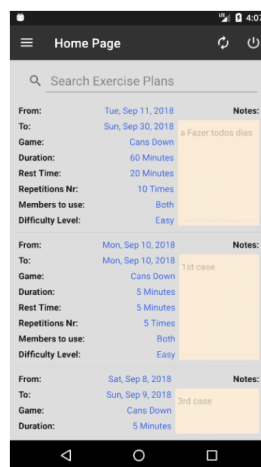 4:07
Home Page
Search Exercise Plans
From: Tue, Sep 11, 2018 Notes:
To: Sun, Sep 30, 2018
a Fazer todos dias
Game: Cans Down
Duration: 60 Minutes
Rest Time: 20 Minutes
Repetitions Nr: 10 Times
Members to use: Both
Difficulty Level: Easy
From: Mon, Sep 10, 2018 Notes:
To: Mon, Sep 10, 2018
1st case
Game: Cans Down
Duration: 5 Minutes
Rest Time: 5 Minutes
Repetitions Nr: 5 Times
Members to use: Both
Difficulty Level: Easy
From: Sat, Sep 8, 2018 Notes:
To: Sun, Sep 9, 2018
3rd case
Game: Cans Down
Duration: 5 Minutes